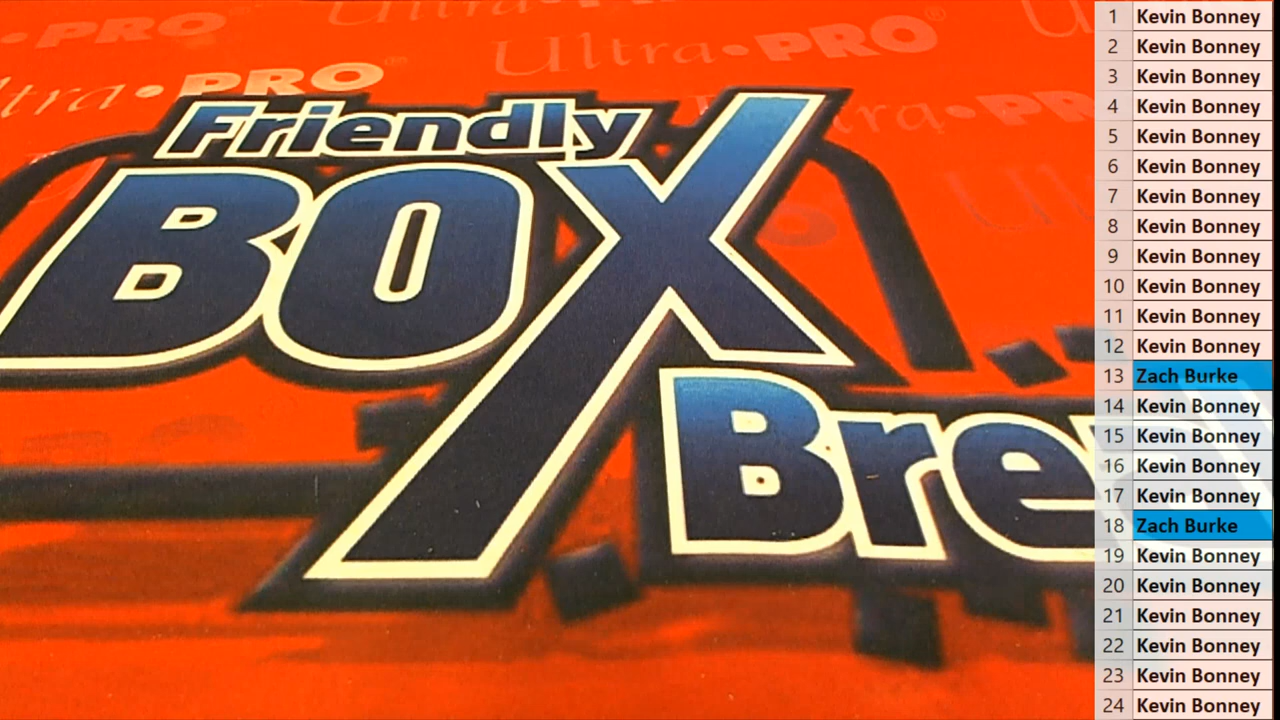 Ultra•PRO
Ultra•PRO®
tra•PRO
Friendly
BOX
Bre
1 Kevin Bonney
2 Kevin Bonney
3 Kevin Bonney
4 Kevin Bonney
5 Kevin Bonney
6 Kevin Bonney
7 Kevin Bonney
8 Kevin Bonney
9 Kevin Bonney
10 Kevin Bonney
11 Kevin Bonney
12 Kevin Bonney
13 Zach Burke
14 Kevin Bonney
15 Kevin Bonney
16 Kevin Bonney
17 Kevin Bonney
18 Zach Burke
19 Kevin Bonney
20 Kevin Bonney
21 Kevin Bonney
22 Kevin Bonney
23 Kevin Bonney
24 Kevin Bonney